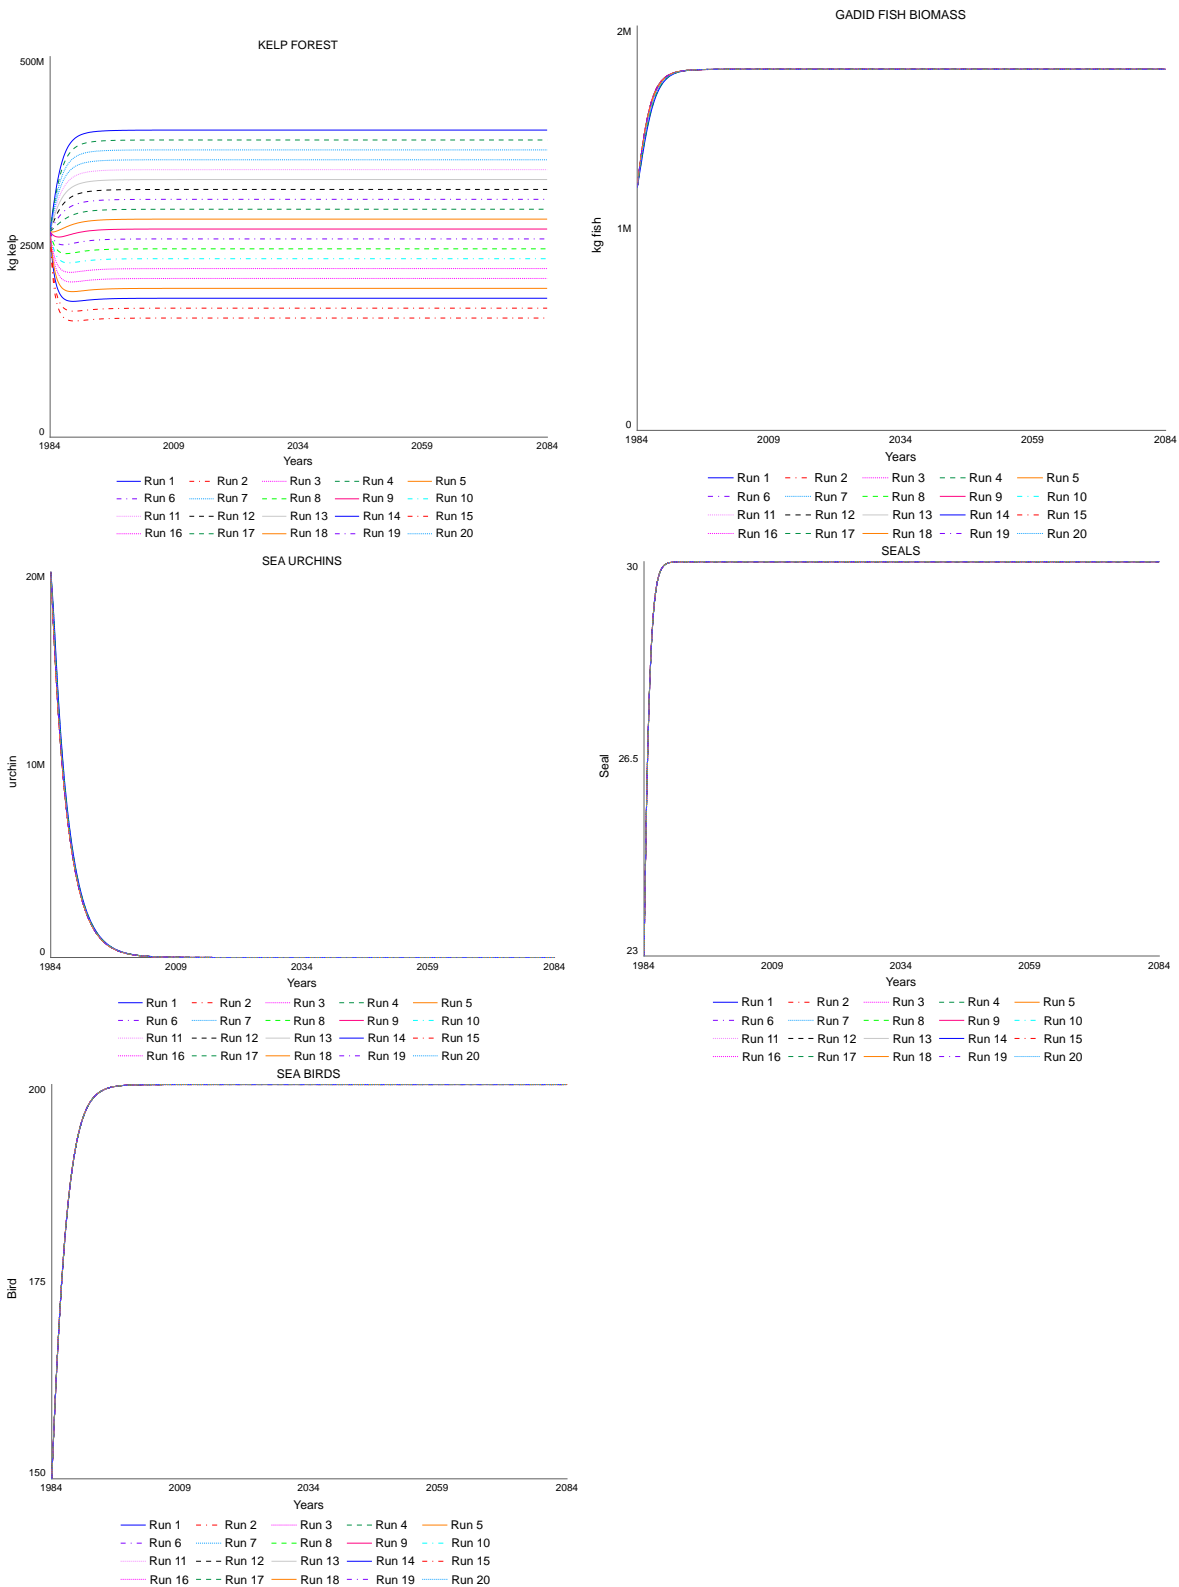 KELP FOREST
500M
250M
0
kg kelp
1984 2009 2034 2059 2084
Years
Run 1 Run 2 Run 3 Run 4 Run 5
Run 6 Run 7 Run 8 Run 9 Run 10
Run 11 Run 12 Run 13 Run 14 Run 15
Run 16 Run 17 Run 18 Run 19 Run 20
GADID FISH BIOMASS
2M
1M
0
kg fish
1984 2009 2034 2059 2084
Years
Run 1 Run 2 Run 3 Run 4 Run 5
Run 6 Run 7 Run 8 Run 9 Run 10
Run 11 Run 12 Run 13 Run 14 Run 15
Run 16 Run 17 Run 18 Run 19 Run 20
SEA URCHINS
20M
10M
0
urchin
1984 2009 2034 2059 2084
Years
Run 1 Run 2 Run 3 Run 4 Run 5
Run 6 Run 7 Run 8 Run 9 Run 10
Run 11 Run 12 Run 13 Run 14 Run 15
Run 16 Run 17 Run 18 Run 19 Run 20
SEALS
30
26.5
23
Seal
1984 2009 2034 2059 2084
Years
Run 1 Run 2 Run 3 Run 4 Run 5
Run 6 Run 7 Run 8 Run 9 Run 10
Run 11 Run 12 Run 13 Run 14 Run 15
Run 16 Run 17 Run 18 Run 19 Run 20
SEA BIRDS
200
175
150
Bird
1984 2009 2034 2059 2084
Years
Run 1 Run 2 Run 3 Run 4 Run 5
Run 6 Run 7 Run 8 Run 9 Run 10
Run 11 Run 12 Run 13 Run 14 Run 15
Run 16 Run 17 Run 18 Run 19 Run 20